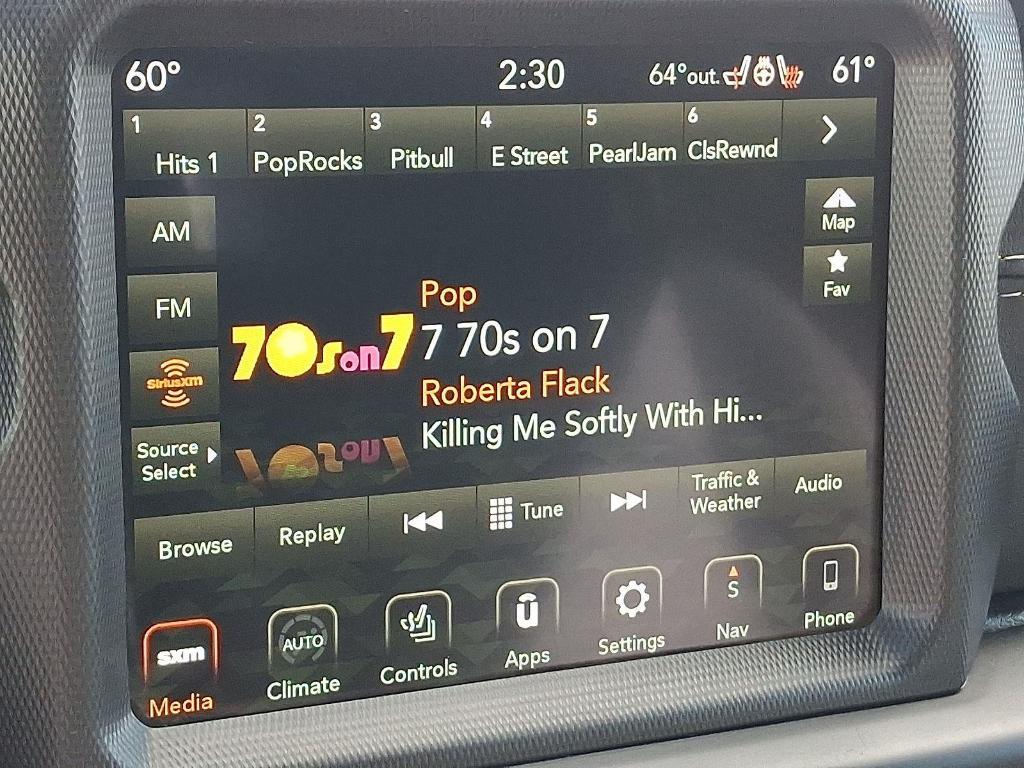 60°
2:30
64°out.
61°
1
Hits 1
2
PopRocks
3
Pitbull
4
E Street
5
PearlJam
6
ClsRewnd
AM
FM
SiriusXM
Source
Select
Map
Fav
70s on 7
Pop
7 70s on 7
Roberta Flack
Killing Me Softly With Hi...
Browse
Replay
Tune
Traffic &
Weather
Audio
sxm
Media
AUTO
Climate
Controls
Apps
Settings
S
Nav
Phone